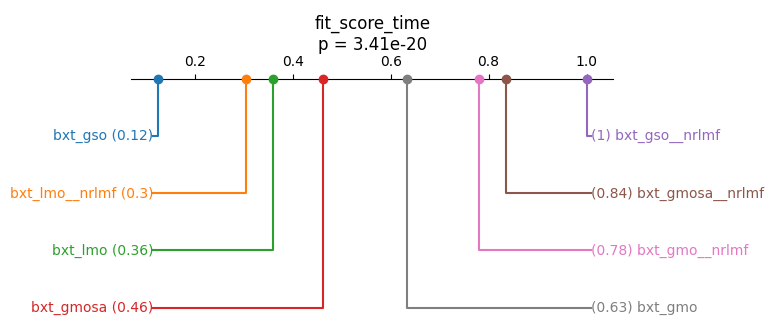 fit_score_time
p = 3.41e-20
0.2 0.4 0.6 0.8 1.0
bxt_gso (0.12) (1) bxt_gso__nrlmf
bxt_lmo__nrlmf (0.3) (0.84) bxt_gmosa__nrlmf
bxt_lmo (0.36) (0.78) bxt_gmo__nrlmf
bxt_gmosa (0.46) (0.63) bxt_gmo